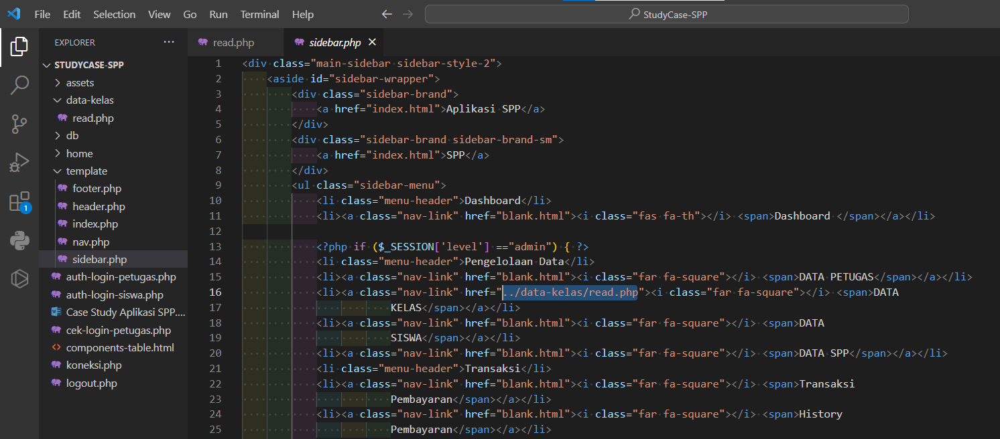 File Edit Selection View Go Run Terminal Help
StudyCase-SPP
EXPLORER ...
STUDYCASE-SPP
assets
data-kelas
read.php
db
home
template
footer.php
header.php
index.php
nav.php
sidebar.php
auth-login-petugas.php
auth-login-siswa.php
Case Study Aplikasi SPP....
cek-login-petugas.php
components-table.html
koneksi.php
logout.php
1
read.php sidebar.php
1 <div class="main-sidebar sidebar-style-2">
2 <aside id="sidebar-wrapper">
3 <div class="sidebar-brand">
4 <a href="index.html">Aplikasi SPP</a>
5 </div>
6 <div class="sidebar-brand sidebar-brand-sm">
7 <a href="index.html">SPP</a>
8 </div>
9 <ul class="sidebar-menu">
10 <li class="menu-header">Dashboard</li>
11 <li><a class="nav-link" href="blank.html"><i class="fas fa-th"></i> <span>Dashboard </span></a></li>
12
13 <?php if ($_SESSION['level'] =="admin") { ?>
14 <li class="menu-header">Pengelolaan Data</li>
15 <li><a class="nav-link" href="blank.html"><i class="far fa-square"></i> <span>DATA PETUGAS</span></a></li>
16 <li><a class="nav-link" href="../data-kelas/read.php"><i class="far fa-square"></i> <span>DATA
17 KELAS</span></a></li>
18 <li><a class="nav-link" href="blank.html"><i class="far fa-square"></i> <span>DATA
19 SISWA</span></a></li>
20 <li><a class="nav-link" href="blank.html"><i class="far fa-square"></i> <span>DATA SPP</span></a></li>
21 <li class="menu-header">Transaksi</li>
22 <li><a class="nav-link" href="blank.html"><i class="far fa-square"></i> <span>Transaksi
23 Pembayaran</span></a></li>
24 <li><a class="nav-link" href="blank.html"><i class="far fa-square"></i> <span>History
25 Pembayaran</span></a></li>